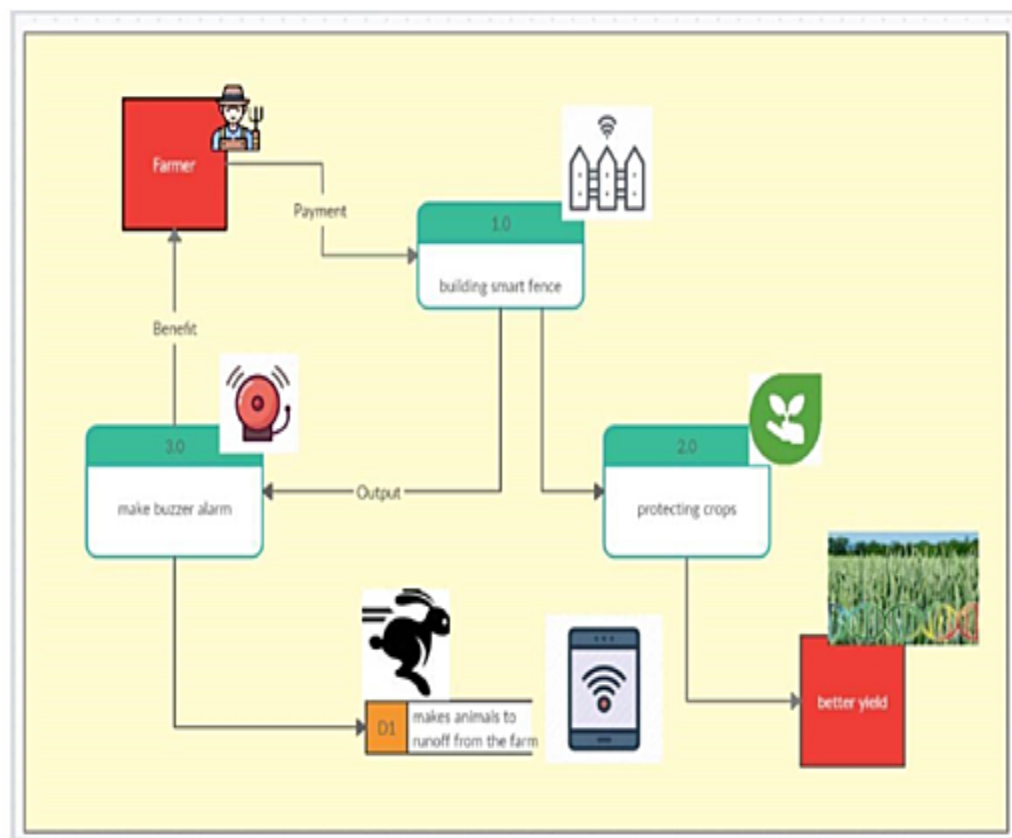 Farmer
Payment
1.0
building smart fence
Benefit
3.0
make buzzer alarm
Output
2.0
protecting crops
D1
makes animals to
runoff from the farm
better yield